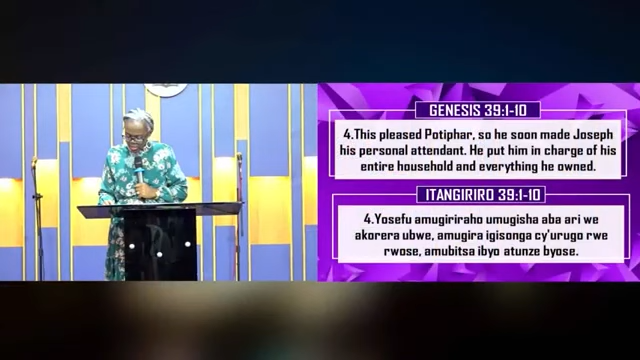 GENESIS 39:1-10
4.This pleased Potiphar, so he soon made Joseph
his personal attendant. He put him in charge of his
entire household and everything he owned.
ITANGIRIRO 39:1-10
4.Yosefu amugiriraho umugisha aba ari we
akorera ubwe, amugira igisonga cy'urugo rwe
rwose, amubitsa ibyo atunze byose.